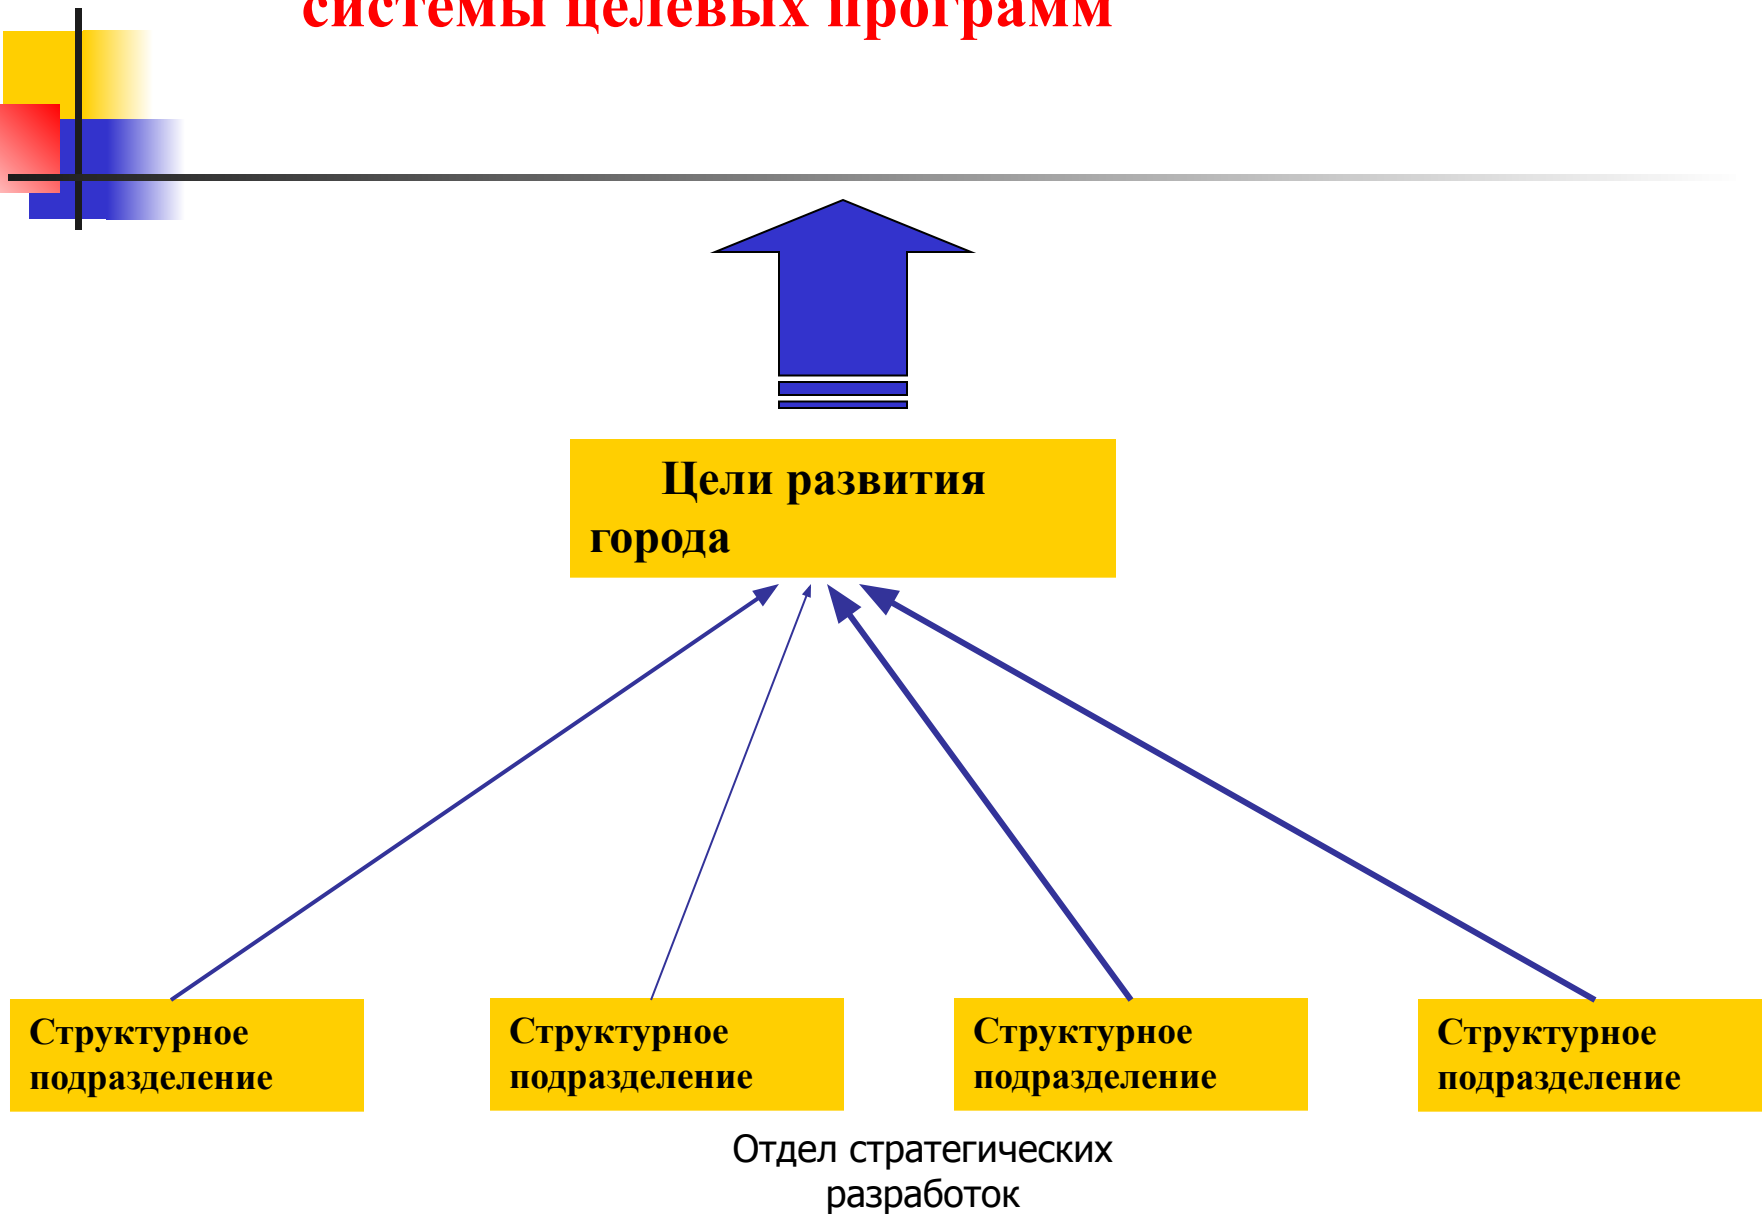 системы целевых программ
Цели развития
города
Структурное
подразделение
Структурное
подразделение
Структурное
подразделение
Структурное
подразделение
Отдел стратегических
разработок